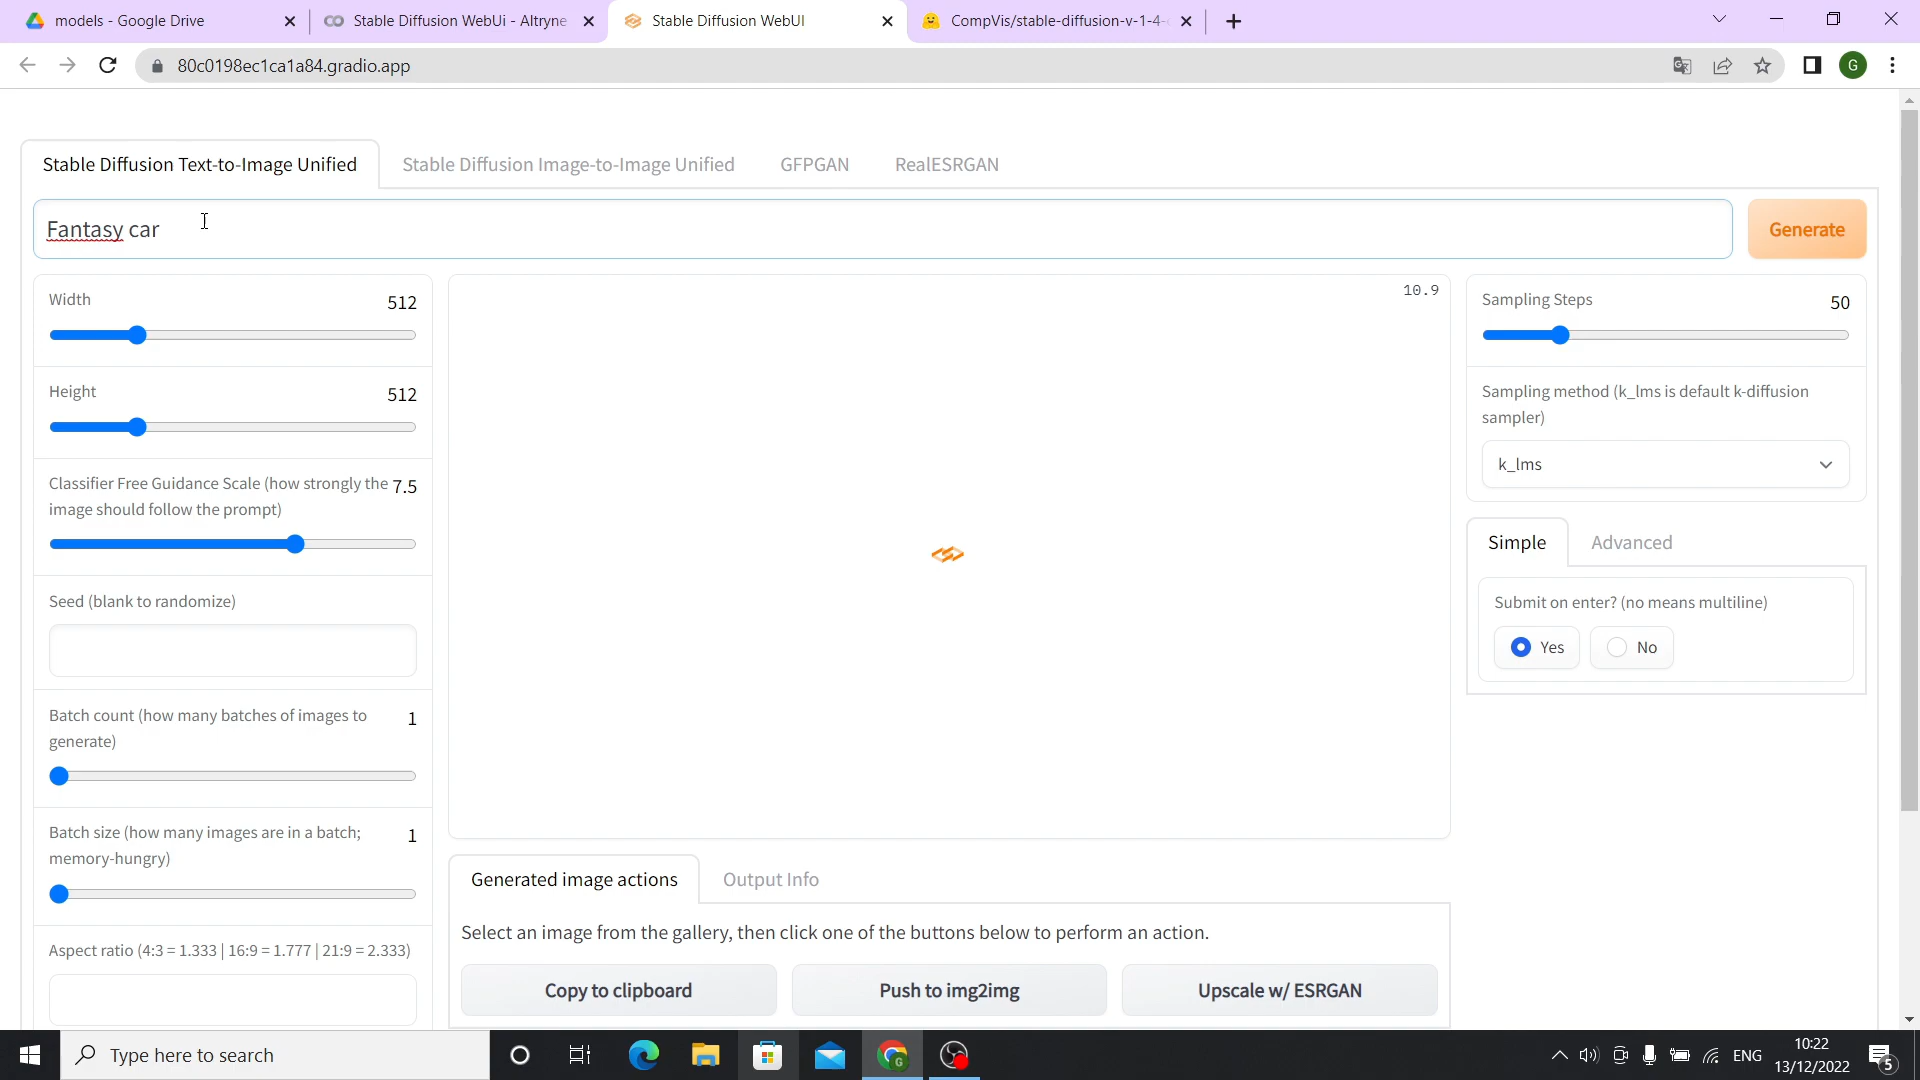 models - Google Drive
Stable Diffusion WebUi - Altryne
Stable Diffusion WebUI
CompVis/stable-diffusion-v-1-4-
80c0198ec1ca1a84.gradio.app
G
Stable Diffusion Text-to-Image Unified
Stable Diffusion Image-to-Image Unified
GFPGAN
RealESRGAN
Fantasy car
Generate
Width
512
10.9
Sampling Steps
50
Height
512
Sampling method (k_lms is default k-diffusion
sampler)
k_lms
Classifier Free Guidance Scale (how strongly the
image should follow the prompt)
7.5
Simple
Advanced
Seed (blank to randomize)
Submit on enter? (no means multiline)
Yes
No
Batch count (how many batches of images to
generate)
1
Batch size (how many images are in a batch;
memory-hungry)
1
Generated image actions
Output Info
Select an image from the gallery, then click one of the buttons below to perform an action.
Aspect ratio (4:3 = 1.333 | 16:9 = 1.777 | 21:9 = 2.333)
Copy to clipboard
Push to img2img
Upscale w/ ESRGAN
Type here to search
ENG
10:22
13/12/2022
5